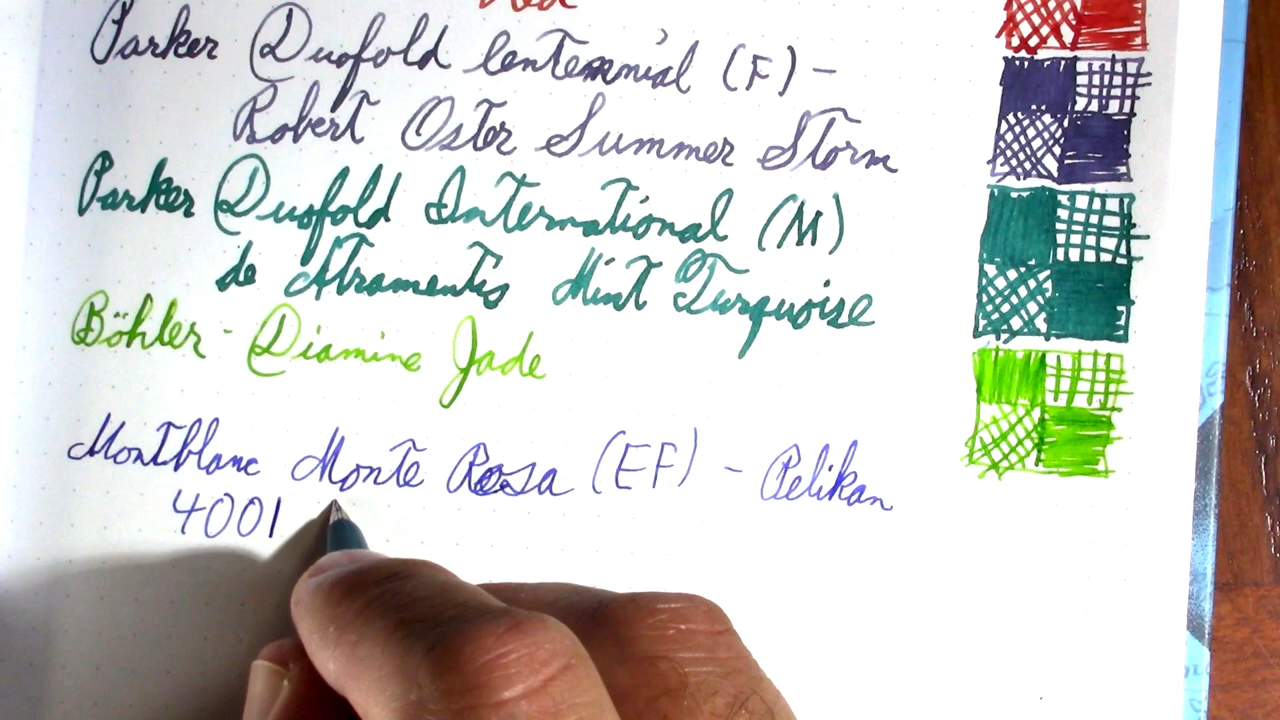 Red
Parker Duofold Centennial (F) -
Robert Oster Summer Storm
Parker Duofold International (M)
de Atramentis Mint Turquoise
Böhler - Diamine Jade
Montblanc Monte Rosa (EF) - Pelikan
4001